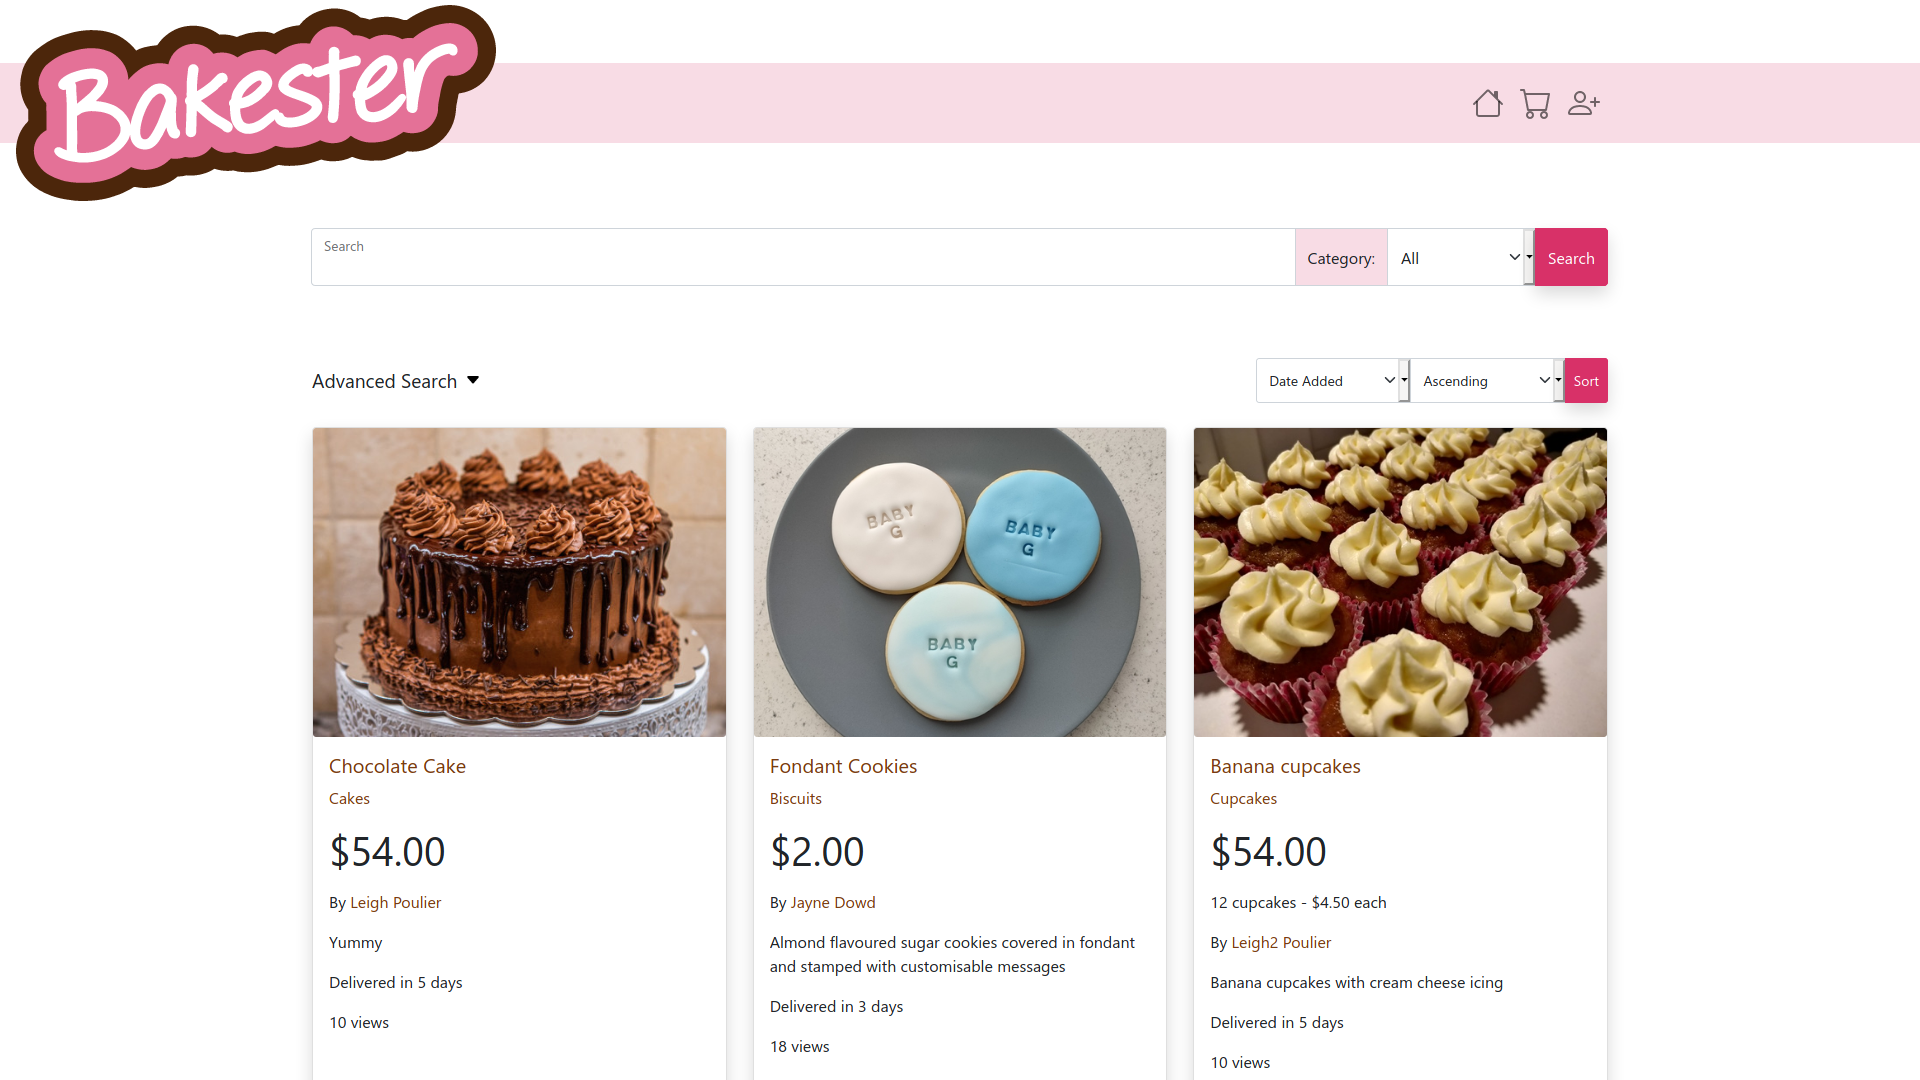 Bakester
Search
Category:
All
Search
Advanced Search
Date Added
Ascending
Sort
BABY
G
BABY
G
BABY
G
Chocolate Cake
Cakes
$54.00
By Leigh Poulier
Yummy
Delivered in 5 days
10 views
Fondant Cookies
Biscuits
$2.00
By Jayne Dowd
Almond flavoured sugar cookies covered in fondant
and stamped with customisable messages
Delivered in 3 days
18 views
Banana cupcakes
Cupcakes
$54.00
12 cupcakes - $4.50 each
By Leigh2 Poulier
Banana cupcakes with cream cheese icing
Delivered in 5 days
10 views